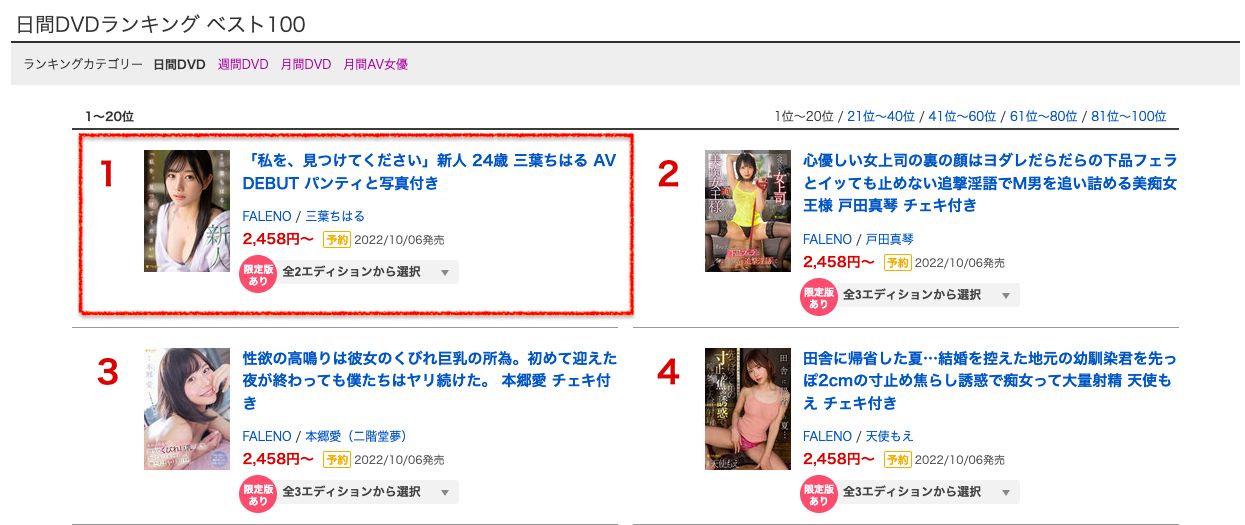 日間DVDランキング ベスト100
ランキングカテゴリー 日間DVD 週間DVD 月間DVD 月間AV女優
1〜20位
1位〜20位 / 21位〜40位 / 41位〜60位 / 61位〜80位 / 81位〜100位
1
「私を、見つけてください」新人 24歳 三葉ちはる AV
DEBUT パンティと写真付き
FALENO / 三葉ちはる
2,458円〜 予約 2022/10/06発売
限定版
あり
全2エディションから選択
新人
2
心優しい女上司の裏の顔はヨダレだらだらの下品フェラ
とイッても止めない追撃淫語でM男を追い詰める美痴女
王様 戸田真琴 チェキ付き
FALENO / 戸田真琴
2,458円〜 予約 2022/10/06発売
限定版
あり
全3エディションから選択
女上司
3
性欲の高鳴りは彼女のくびれ巨乳の所為。初めて迎えた
夜が終わっても僕たちはヤリ続けた。 本郷愛 チェキ付
き
FALENO / 本郷愛（二階堂夢）
2,458円〜 予約 2022/10/06発売
限定版
あり
全3エディションから選択
4
田舎に帰省した夏…結婚を控えた地元の幼馴染君を先っ
ぽ2cmの寸止め焦らし誘惑で痴女って大量射精 天使も
え チェキ付き
FALENO / 天使もえ
2,458円〜 予約 2022/10/06発売
限定版
あり
全3エディションから選択
天使もえ